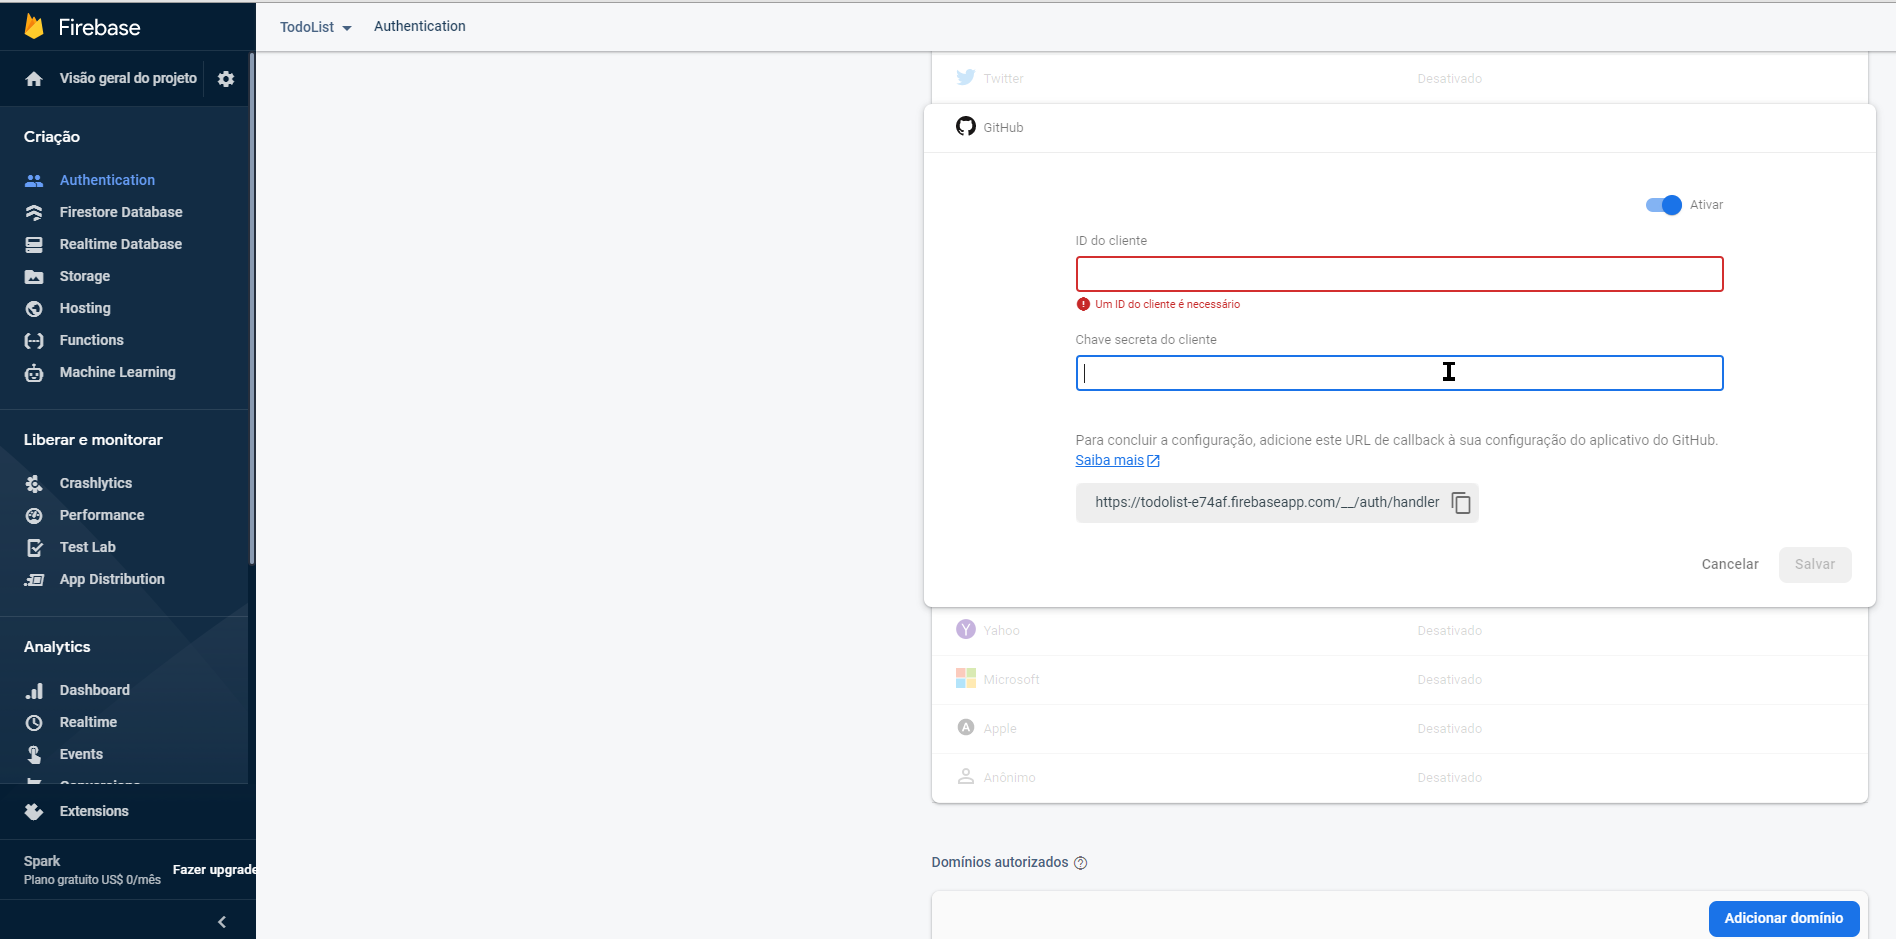 Firebase
TodoList
Authentication
Visão geral do projeto
Criação
Authentication
Firestore Database
Realtime Database
Storage
Hosting
Functions
Machine Learning
Liberar e monitorar
Crashlytics
Performance
Test Lab
App Distribution
Analytics
Dashboard
Realtime
Events
Conversions
Extensions
Spark
Plano gratuito US$ 0/mês
Fazer upgrade
Twitter Desativado
GitHub
Ativar
ID do cliente
Um ID do cliente é necessário
Chave secreta do cliente
Para concluir a configuração, adicione este URL de callback à sua configuração do aplicativo do GitHub.
Saiba mais
https://todolist-e74af.firebaseapp.com/__/auth/handler
Cancelar Salvar
Yahoo Desativado
Microsoft Desativado
Apple Desativado
Anônimo Desativado
Domínios autorizados
Adicionar domínio